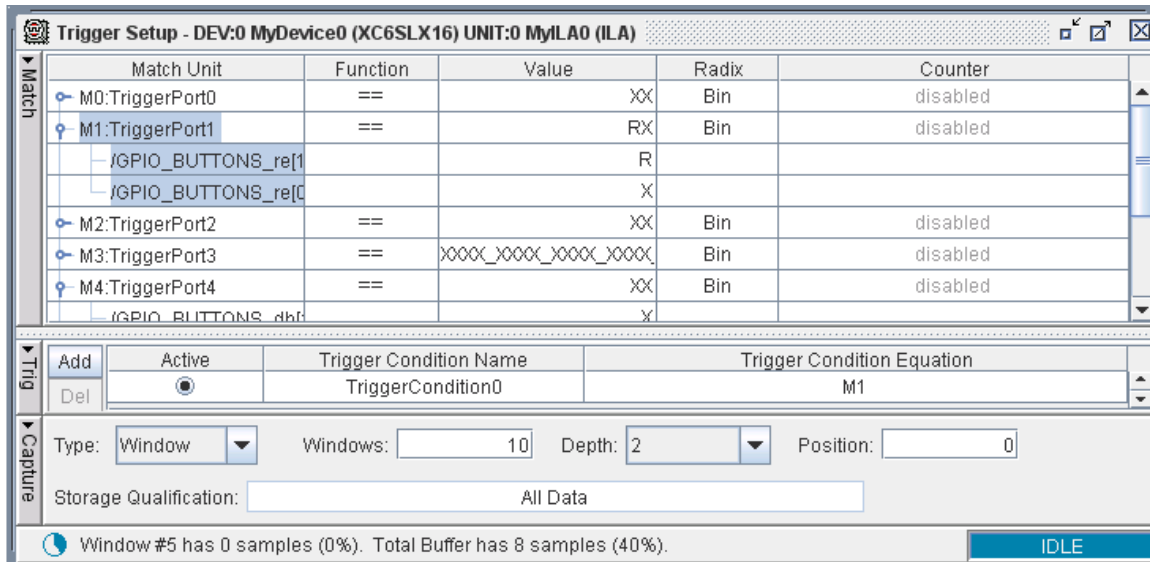 Trigger Setup - DEV:0 MyDevice0 (XC6SLX16) UNIT:0 MyILA0 (ILA)
Match
Match Unit Function Value Radix Counter
M0:TriggerPort0 == XX Bin disabled
M1:TriggerPort1 == RX Bin disabled
/GPIO_BUTTONS_re[1 R
/GPIO_BUTTONS_re[0 X
M2:TriggerPort2 == XX Bin disabled
M3:TriggerPort3 == XXXX_XXXX_XXXX_XXXX_ Bin disabled
M4:TriggerPort4 == XX Bin disabled
/GPIO_BUTTONS_db[1 X
Trig
Add Active Trigger Condition Name Trigger Condition Equation
Del TriggerCondition0 M1
Capture
Type: Window Windows: 10 Depth: 2 Position: 0
Storage Qualification: All Data
Window #5 has 0 samples (0%). Total Buffer has 8 samples (40%). IDLE